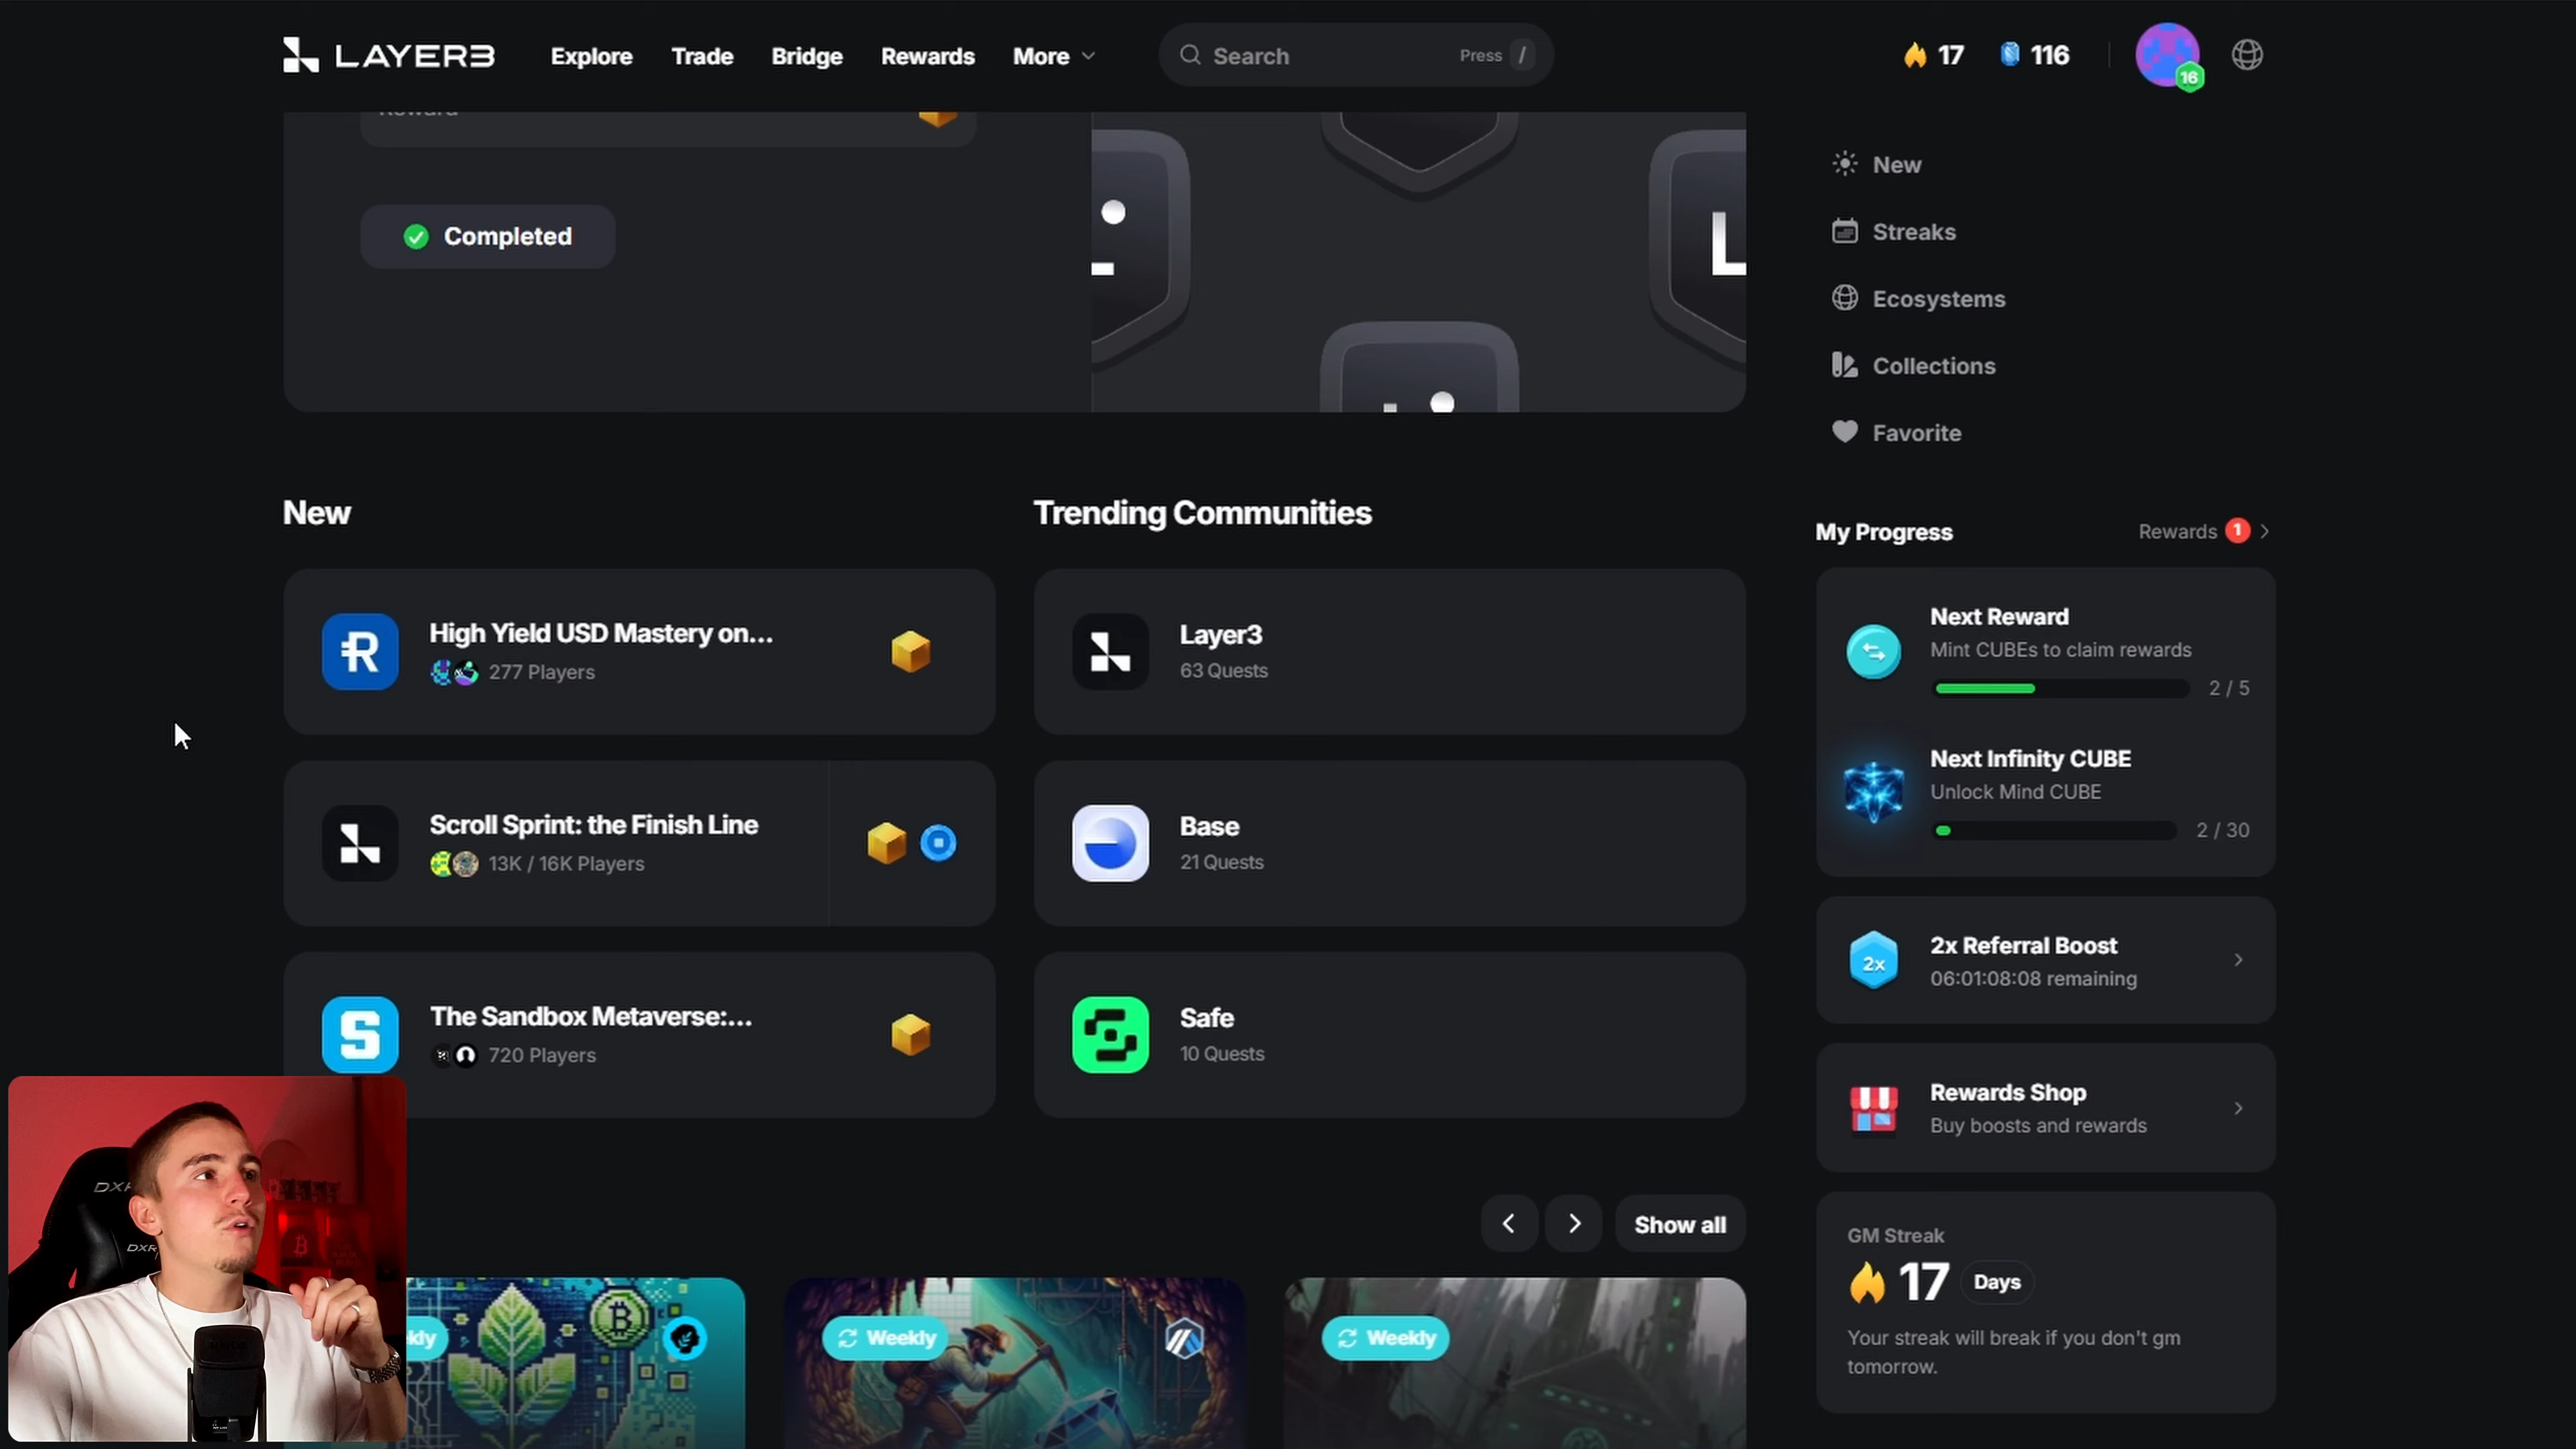 LAYER3
Explore
Trade
Bridge
Rewards
More
Search
Press /
17
116
16
Completed
New
Streaks
Ecosystems
Collections
Favorite
New
High Yield USD Mastery on...
277 Players
Scroll Sprint: the Finish Line
13K / 16K Players
The Sandbox Metaverse:...
720 Players
Trending Communities
Layer3
63 Quests
Base
21 Quests
Safe
10 Quests
My Progress
Rewards 1
Next Reward
Mint CUBEs to claim rewards
2 / 5
Next Infinity CUBE
Unlock Mind CUBE
2 / 30
2x
2x Referral Boost
06:01:08:08 remaining
Rewards Shop
Buy boosts and rewards
GM Streak
17 Days
Your streak will break if you don't gm
tomorrow.
Show all
Weekly
Weekly